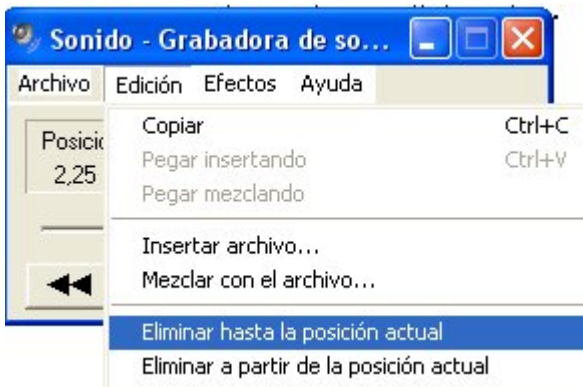 Sonido - Grabadora de so...
Archivo Edición Efectos Ayuda
Copiar Ctrl+C
Pegar insertando Ctrl+V
Pegar mezclando
2,25
Insertar archivo...
Mezclar con el archivo...
Eliminar hasta la posición actual
Eliminar a partir de la posición actual